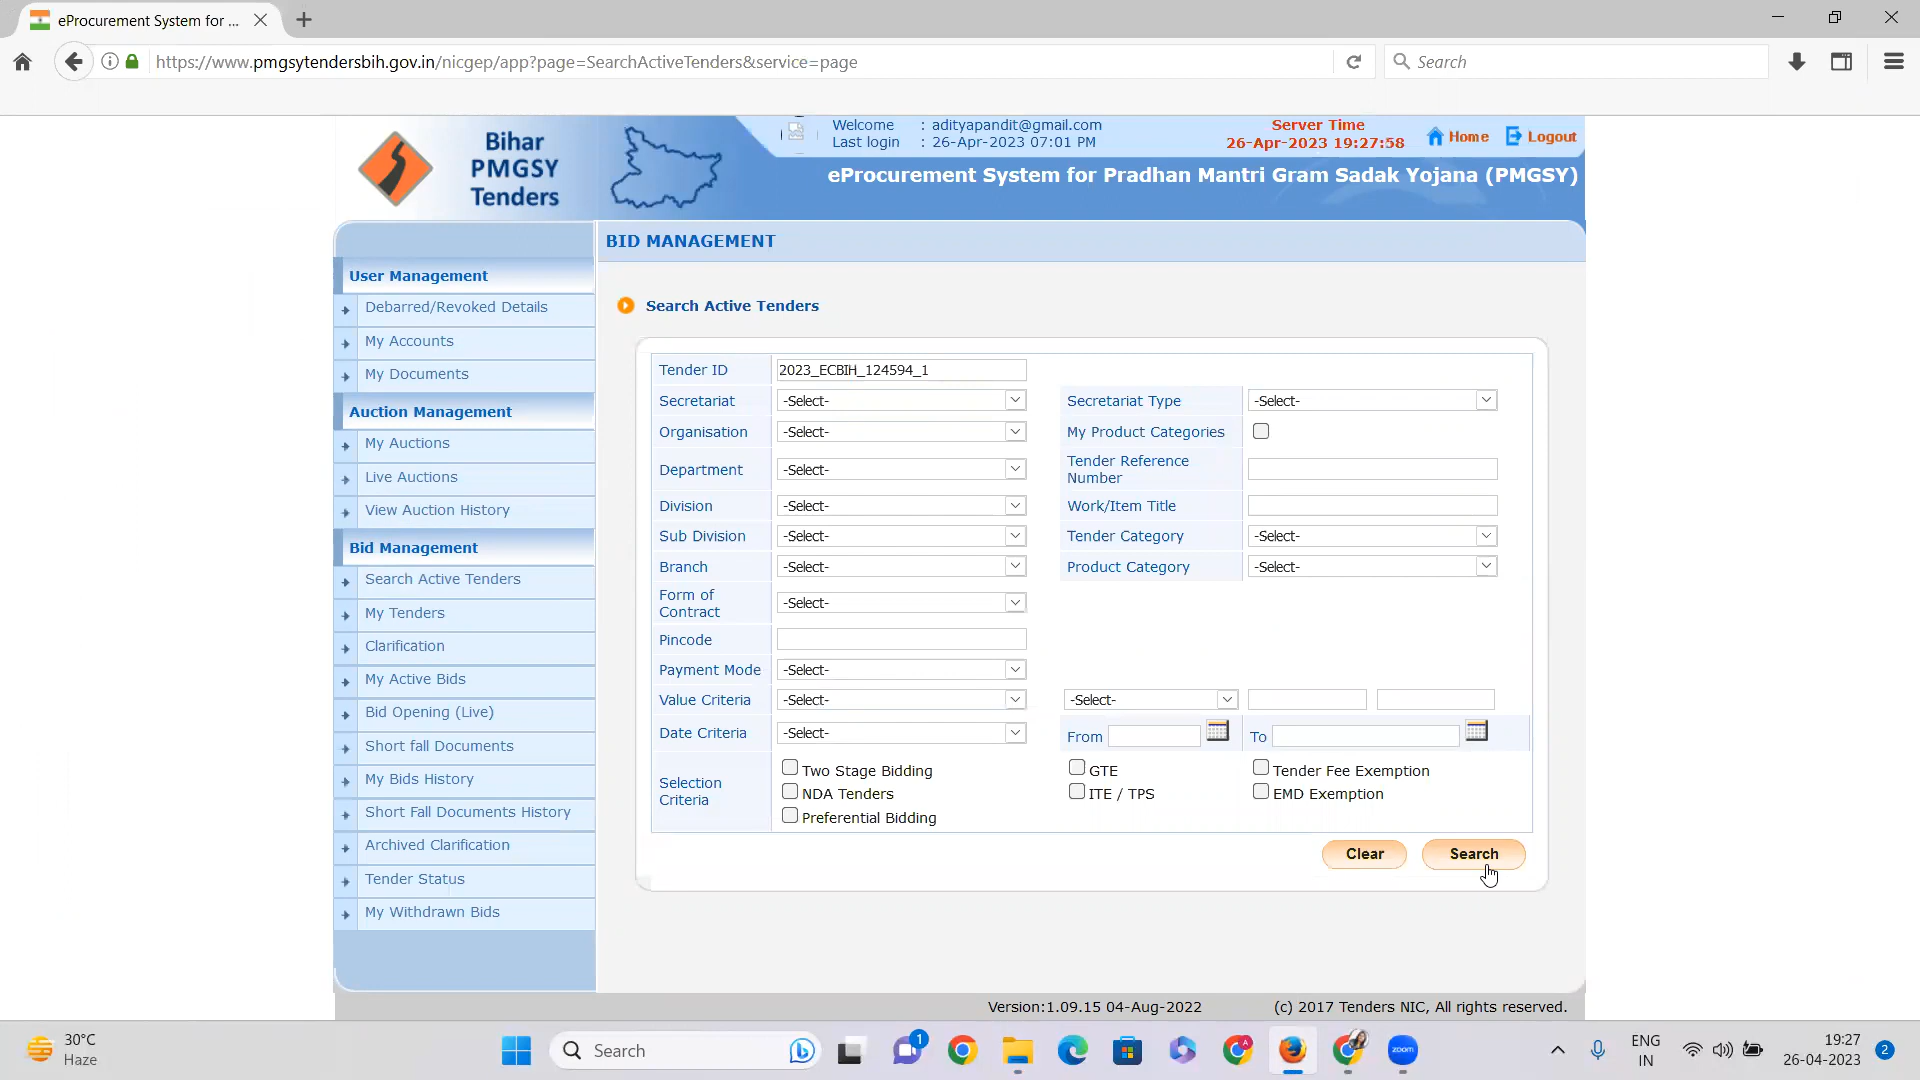 eProcurement System for ...
https://www.pmgsytendersbih.gov.in/nicgep/app?page=SearchActiveTenders&service=page
Search
Bihar
PMGSY
Tenders
Welcome : adityapandit@gmail.com
Last login : 26-Apr-2023 07:01 PM
Server Time
26-Apr-2023 19:27:58
Home
Logout
eProcurement System for Pradhan Mantri Gram Sadak Yojana (PMGSY)
User Management
Debarred/Revoked Details
My Accounts
My Documents
Auction Management
My Auctions
Live Auctions
View Auction History
Bid Management
Search Active Tenders
My Tenders
Clarification
My Active Bids
Bid Opening (Live)
Short fall Documents
My Bids History
Short Fall Documents History
Archived Clarification
Tender Status
My Withdrawn Bids
BID MANAGEMENT
Search Active Tenders
Tender ID 2023_ECBIH_124594_1
Secretariat -Select- Secretariat Type -Select-
Organisation -Select- My Product Categories
Department -Select- Tender Reference
Number
Division -Select- Work/Item Title
Sub Division -Select- Tender Category -Select-
Branch -Select- Product Category -Select-
Form of
Contract -Select-
Pincode
Payment Mode -Select-
Value Criteria -Select- -Select-
Date Criteria -Select- From To
Selection
Criteria
Two Stage Bidding GTE Tender Fee Exemption
NDA Tenders ITE / TPS EMD Exemption
Preferential Bidding
Clear Search
Version:1.09.15 04-Aug-2022 (c) 2017 Tenders NIC, All rights reserved.
30°C
Haze
Search
1
A
zoom
ENG
IN
19:27
26-04-2023
2